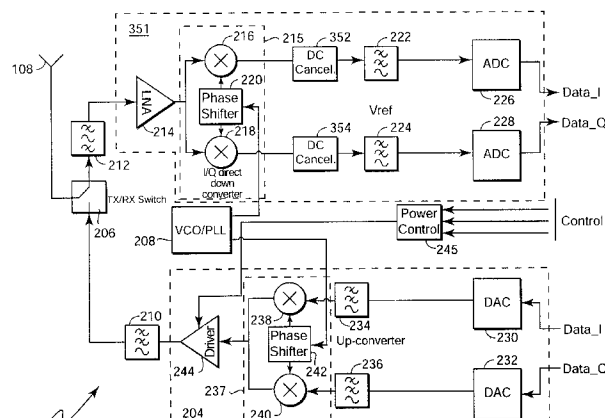 351
216
215
352
222
108
DC
Cancel.
ADC
LNA
220
Phase
Shifter
226
Data_I
214
354
Vref
224
228
Data_Q
218
DC
Cancel.
ADC
212
I/Q direct
down
converter
TX/RX Switch
206
VCO/PLL
208
Power
Control
245
Control
210
238
234
DAC
230
Data_I
Driver
Phase
Shifter
Up-converter
244
242
236
232
Data_Q
237
DAC
204
240